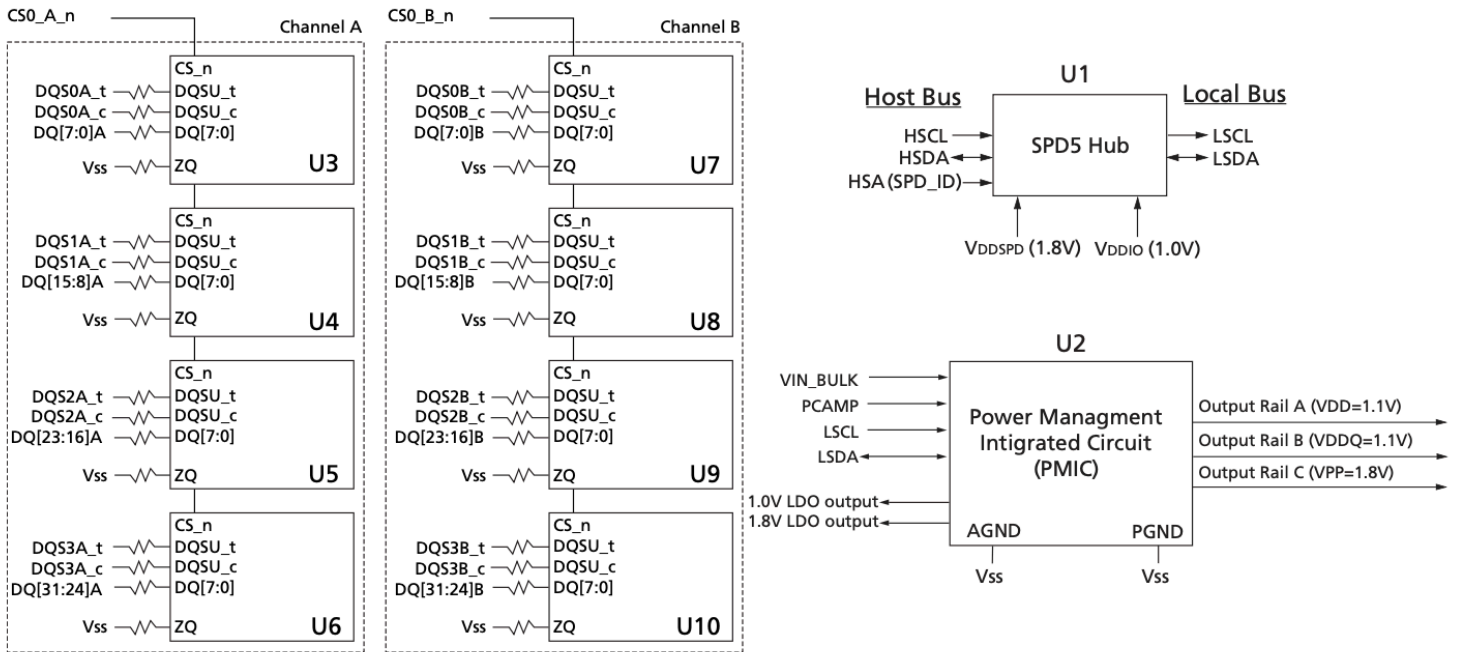 CS0_A_n
Channel A
CS_n
DQS0A_t
DQSU_t
DQS0A_c
DQSU_c
DQ[7:0]A
DQ[7:0]
Vss
ZQ
U3
CS_n
DQS1A_t
DQSU_t
DQS1A_c
DQSU_c
DQ[15:8]A
DQ[7:0]
Vss
ZQ
U4
CS_n
DQS2A_t
DQSU_t
DQS2A_c
DQSU_c
DQ[23:16]A
DQ[7:0]
Vss
ZQ
U5
CS_n
DQS3A_t
DQSU_t
DQS3A_c
DQSU_c
DQ[31:24]A
DQ[7:0]
Vss
ZQ
U6
CS0_B_n
Channel B
CS_n
DQS0B_t
DQSU_t
DQS0B_c
DQSU_c
DQ[7:0]B
DQ[7:0]
Vss
ZQ
U7
CS_n
DQS1B_t
DQSU_t
DQS1B_c
DQSU_c
DQ[15:8]B
DQ[7:0]
Vss
ZQ
U8
CS_n
DQS2B_t
DQSU_t
DQS2B_c
DQSU_c
DQ[23:16]B
DQ[7:0]
Vss
ZQ
U9
CS_n
DQS3B_t
DQSU_t
DQS3B_c
DQSU_c
DQ[31:24]B
DQ[7:0]
Vss
ZQ
U10
U1
Host Bus
Local Bus
HSCL
HSDA
HSA (SPD_ID)
SPD5 Hub
LSCL
LSDA
VDDSPD (1.8V)
VDDIO (1.0V)
U2
VIN_BULK
PCAMP
LSCL
LSDA
1.0V LDO output
1.8V LDO output
Power Managment
Intigrated Circuit
(PMIC)
AGND
PGND
Vss
Vss
Output Rail A (VDD=1.1V)
Output Rail B (VDDQ=1.1V)
Output Rail C (VPP=1.8V)